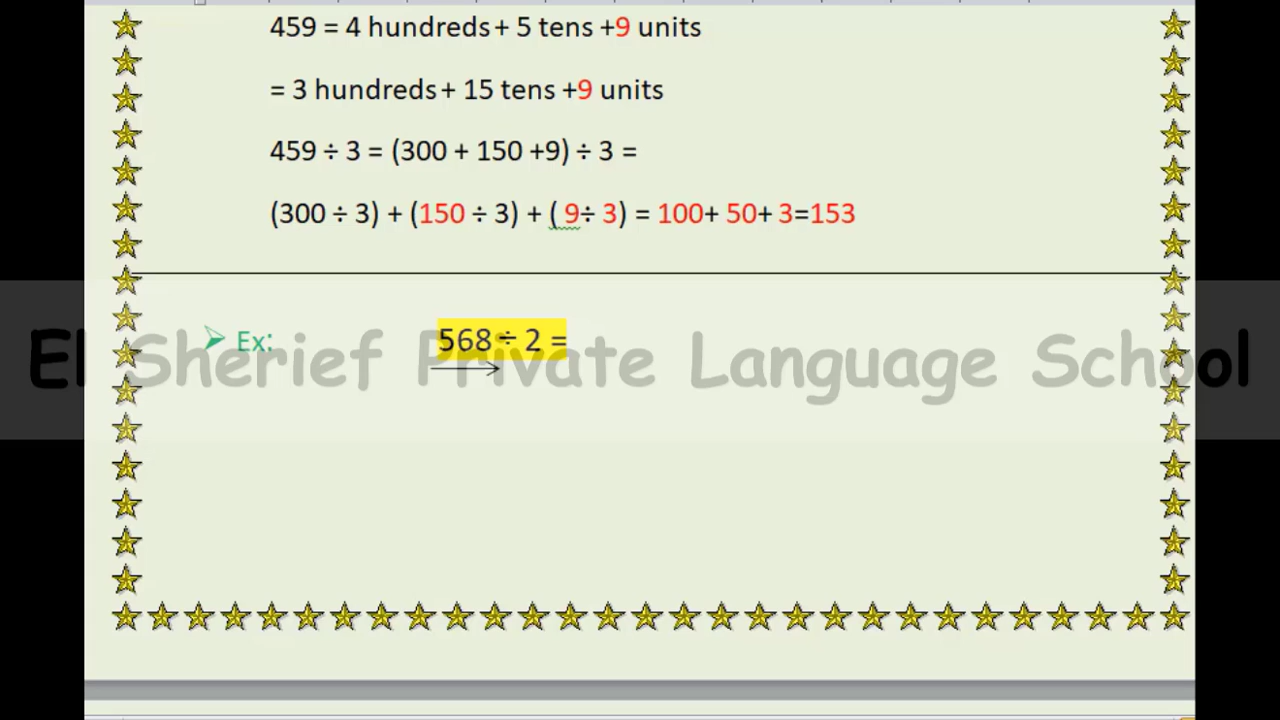 459 = 4 hundreds + 5 tens +9 units
= 3 hundreds + 15 tens +9 units
459 ÷ 3 = (300 + 150 +9) ÷ 3 =
(300 ÷ 3) + (150 ÷ 3) + ( 9÷ 3) = 100+ 50+ 3=153
Ex: 568 ÷ 2 =
El Sherief Private Language School